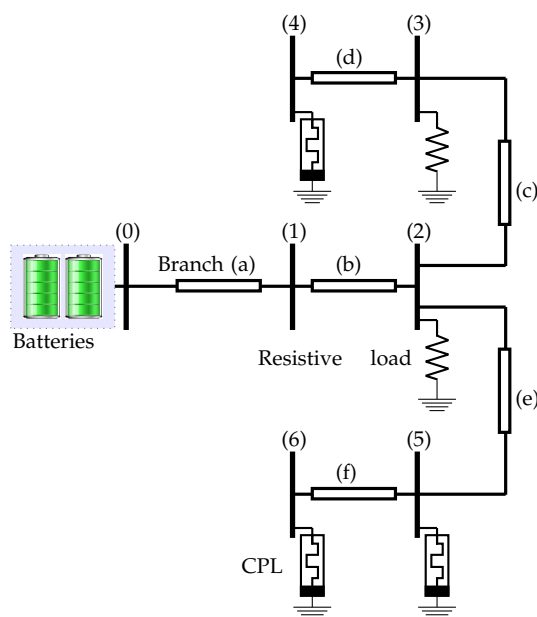 (4) (3)
(d)
(c)
(0) (1) (2)
Branch (a) (b)
Batteries
Resistive load
(e)
(6) (5)
(f)
CPL